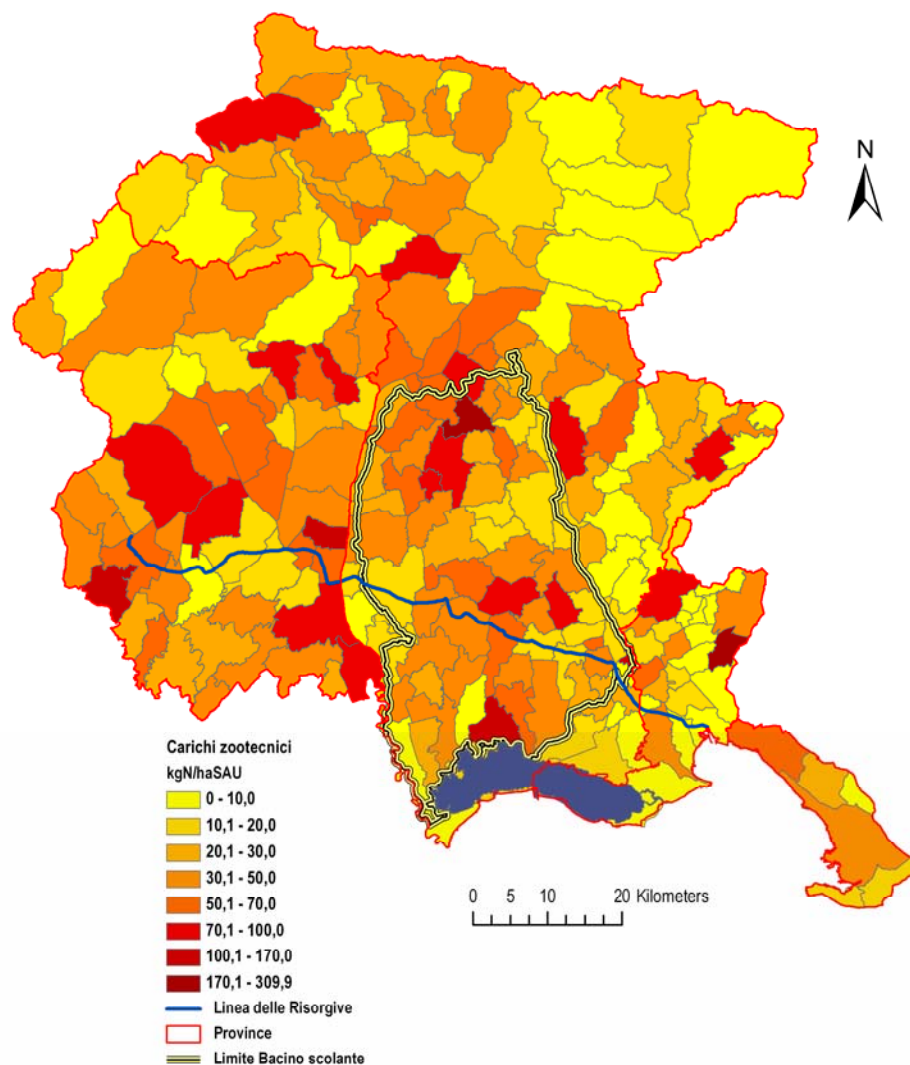 N
Carichi zootecnici
kgN/haSAU
0 - 10,0
10,1 - 20,0
20,1 - 30,0
30,1 - 50,0
50,1 - 70,0
70,1 - 100,0
100,1 - 170,0
170,1 - 309,9
Linea delle Risorgive
Province
Limite Bacino scolante
0 5 10 20 Kilometers